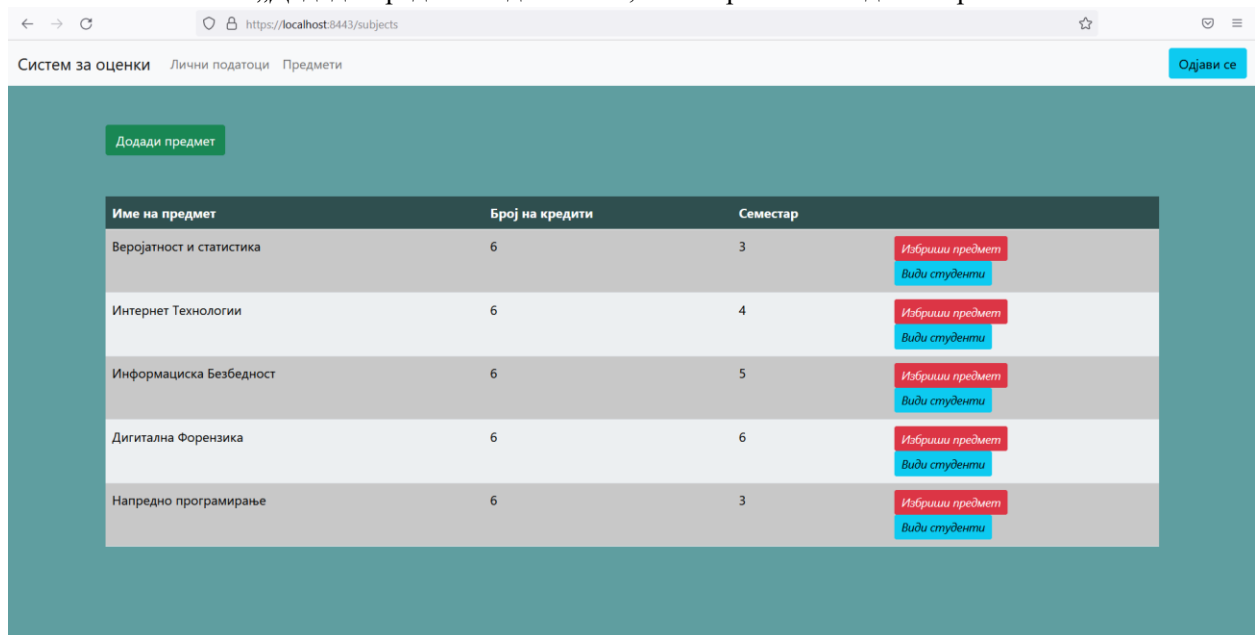 https://localhost:8443/subjects
Систем за оценки Лични податоци Предмети Одјави се
Додади предмет
Име на предмет Број на кредити Семестар
Веројатност и статистика 6 3 Избриши предмет
Види студенти
Интернет Технологии 6 4 Избриши предмет
Види студенти
Информациска Безбедност 6 5 Избриши предмет
Види студенти
Дигитална Форензика 6 6 Избриши предмет
Види студенти
Напредно програмирање 6 3 Избриши предмет
Види студенти